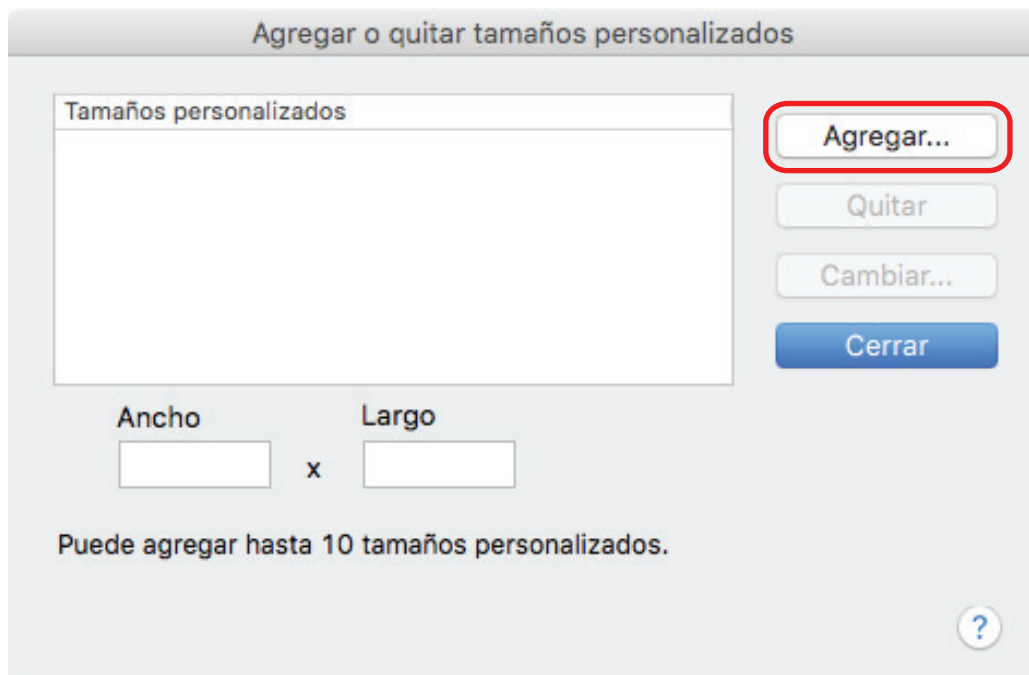 Agregar o quitar tamaños personalizados
Tamaños personalizados
Agregar...
Quitar
Cambiar...
Cerrar
Ancho
Largo
x
Puede agregar hasta 10 tamaños personalizados.
?